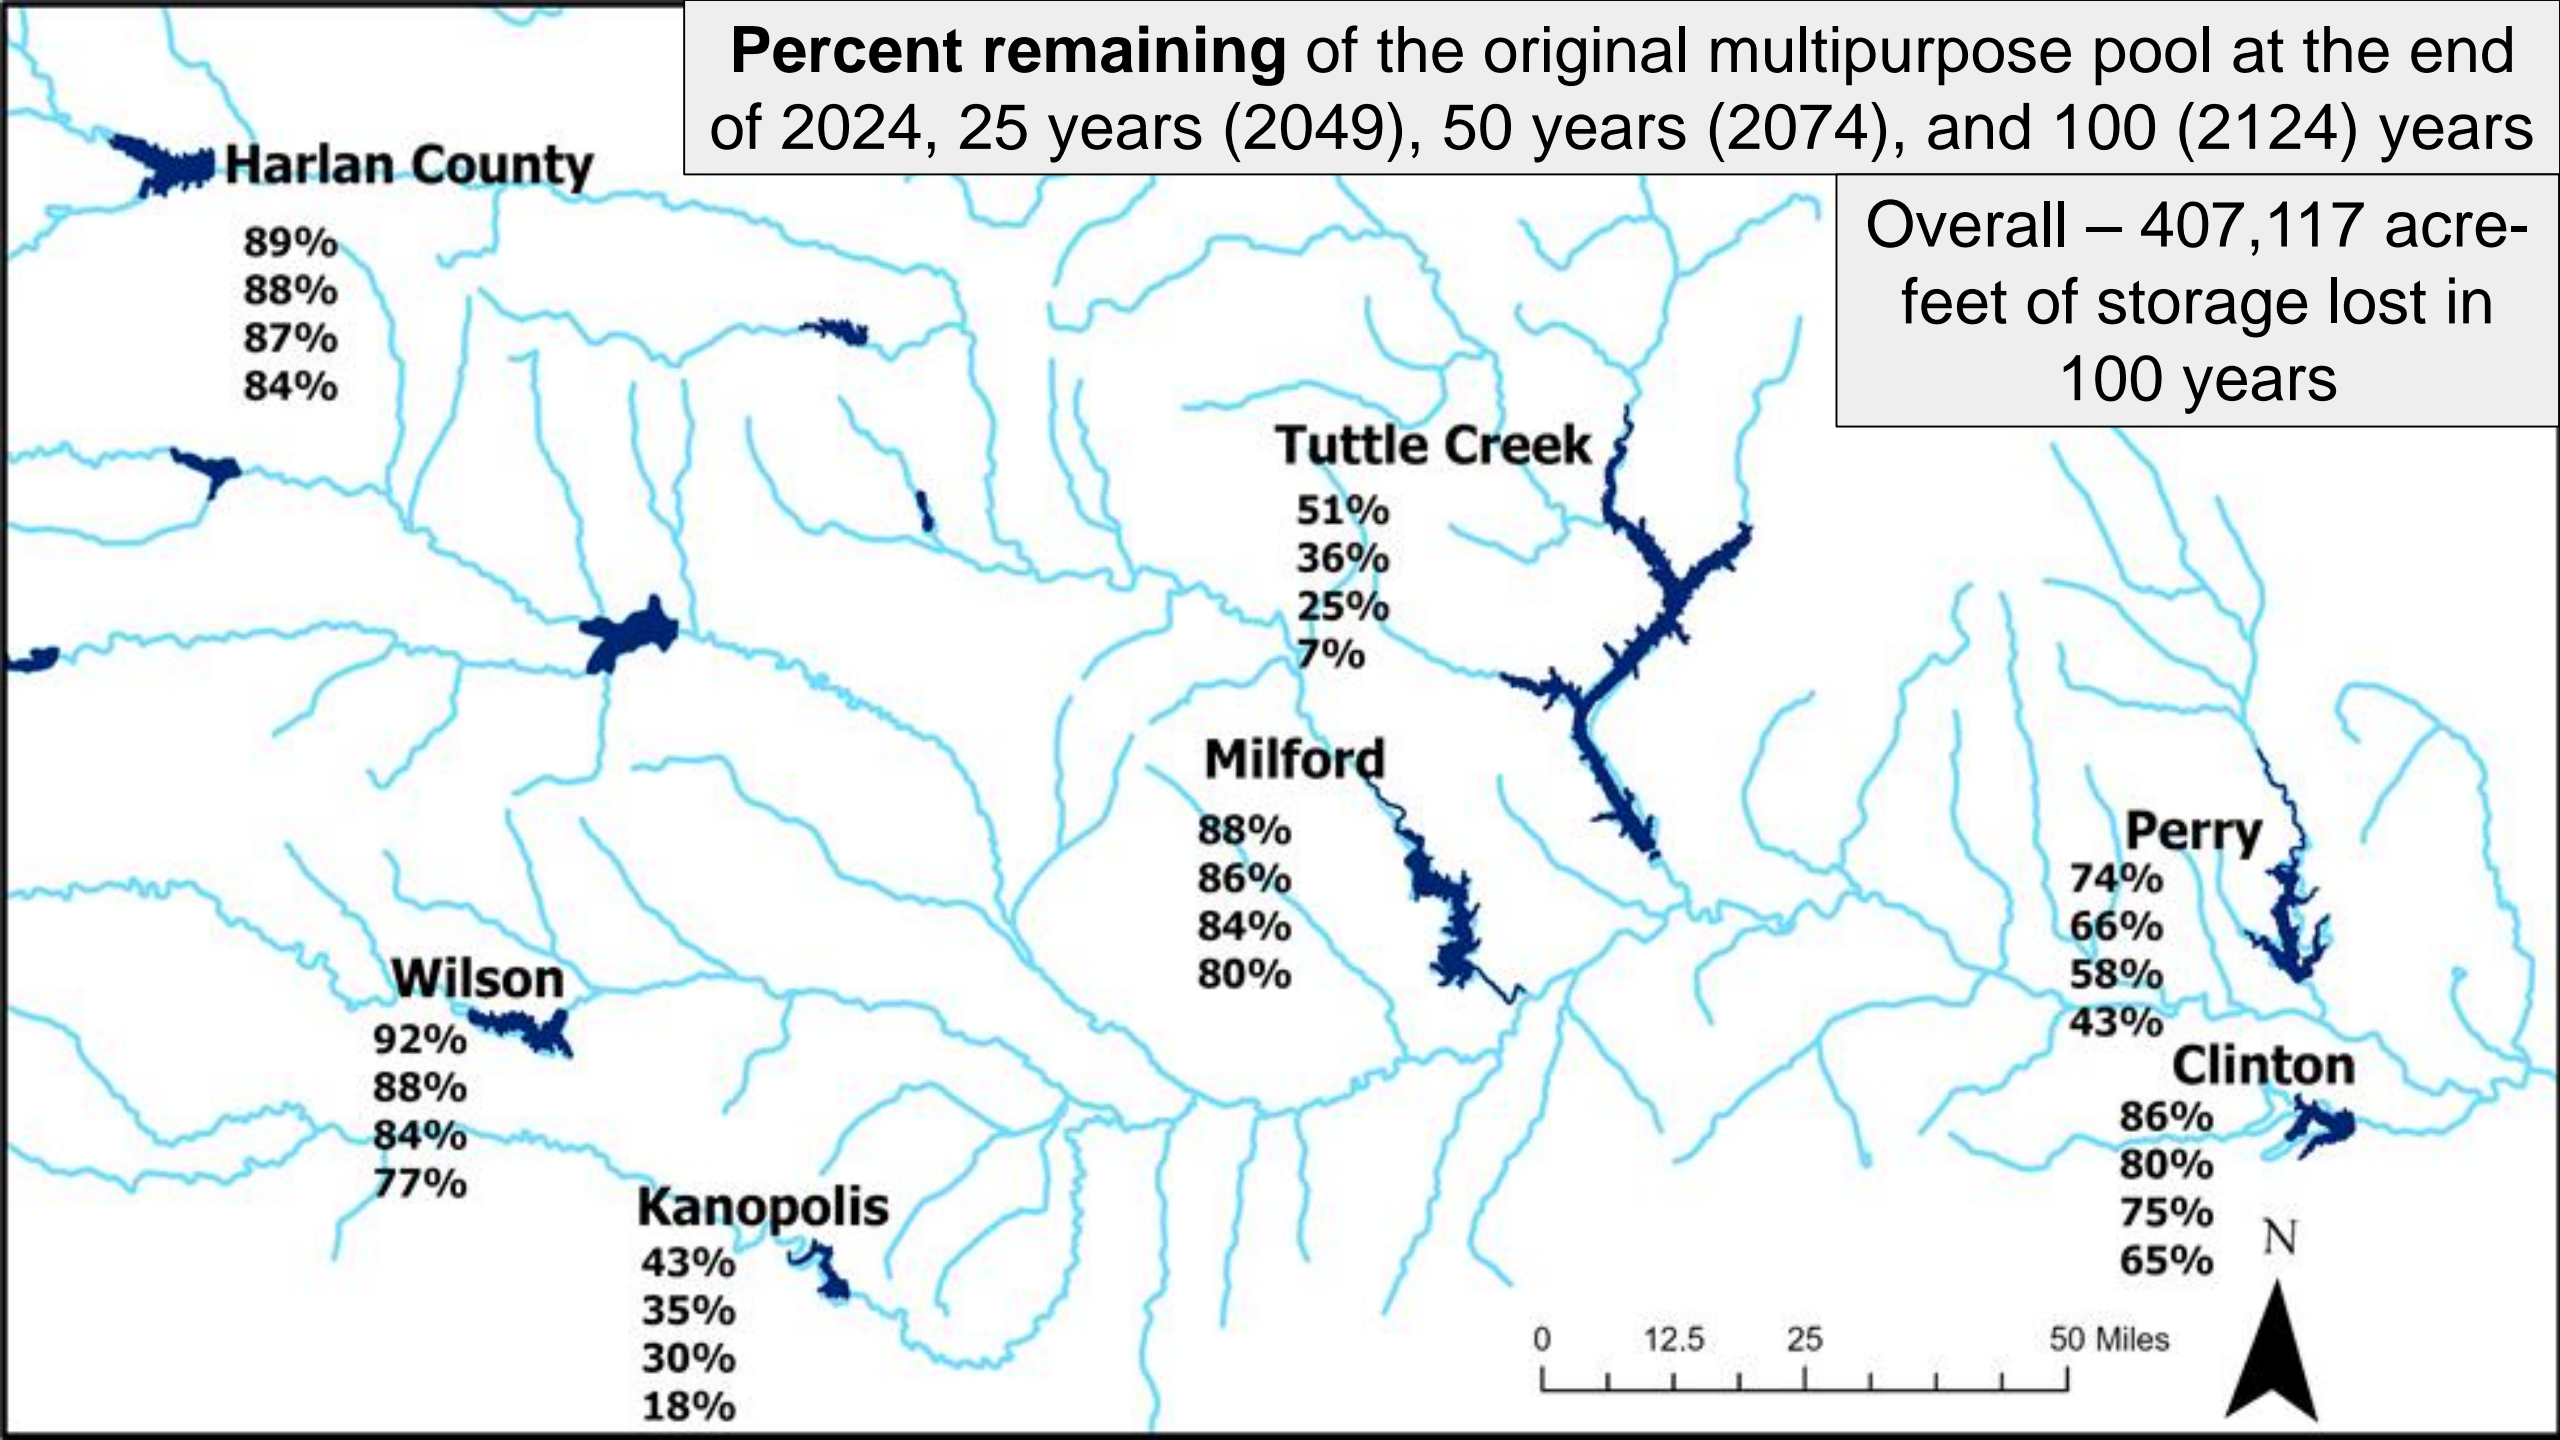 Percent remaining of the original multipurpose pool at the end
of 2024, 25 years (2049), 50 years (2074), and 100 (2124) years
Overall – 407,117 acre-
feet of storage lost in
100 years
Harlan County
89%
88%
87%
84%
Tuttle Creek
51%
36%
25%
7%
Milford
88%
86%
84%
80%
Perry
74%
66%
58%
43%
Wilson
92%
88%
84%
77%
Clinton
86%
80%
75%
65%
Kanopolis
43%
35%
30%
18%
N
0 12.5 25 50 Miles